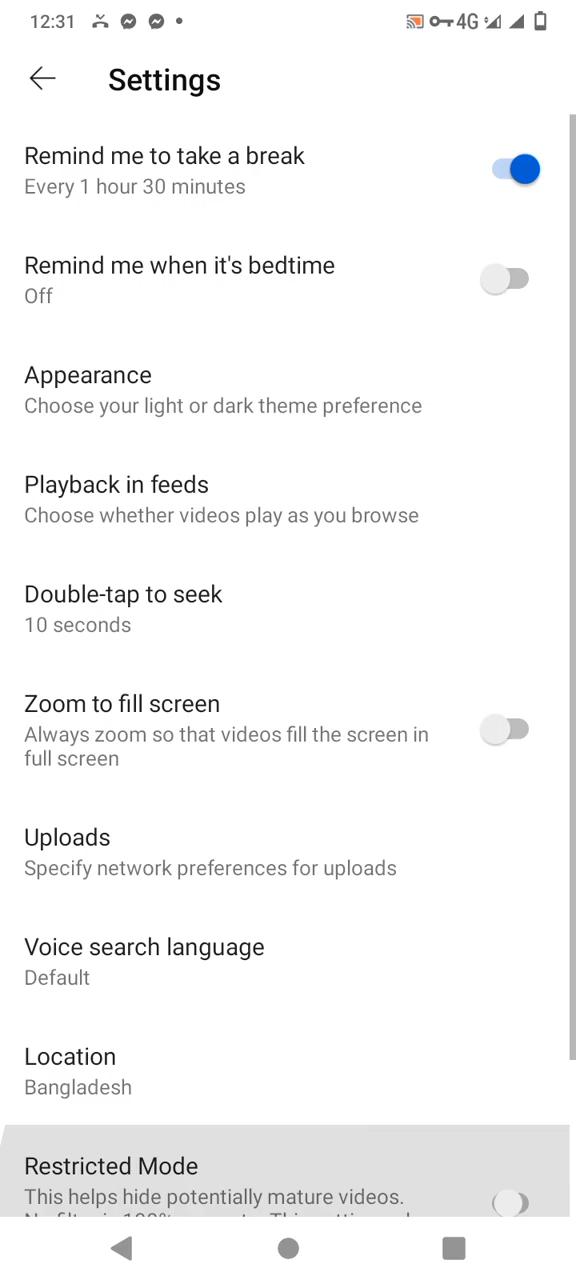 12:31
4G
Settings
Remind me to take a break
Every 1 hour 30 minutes
Remind me when it's bedtime
Off
Appearance
Choose your light or dark theme preference
Playback in feeds
Choose whether videos play as you browse
Double-tap to seek
10 seconds
Zoom to fill screen
Always zoom so that videos fill the screen in
full screen
Uploads
Specify network preferences for uploads
Voice search language
Default
Location
Bangladesh
Restricted Mode
This helps hide potentially mature videos.